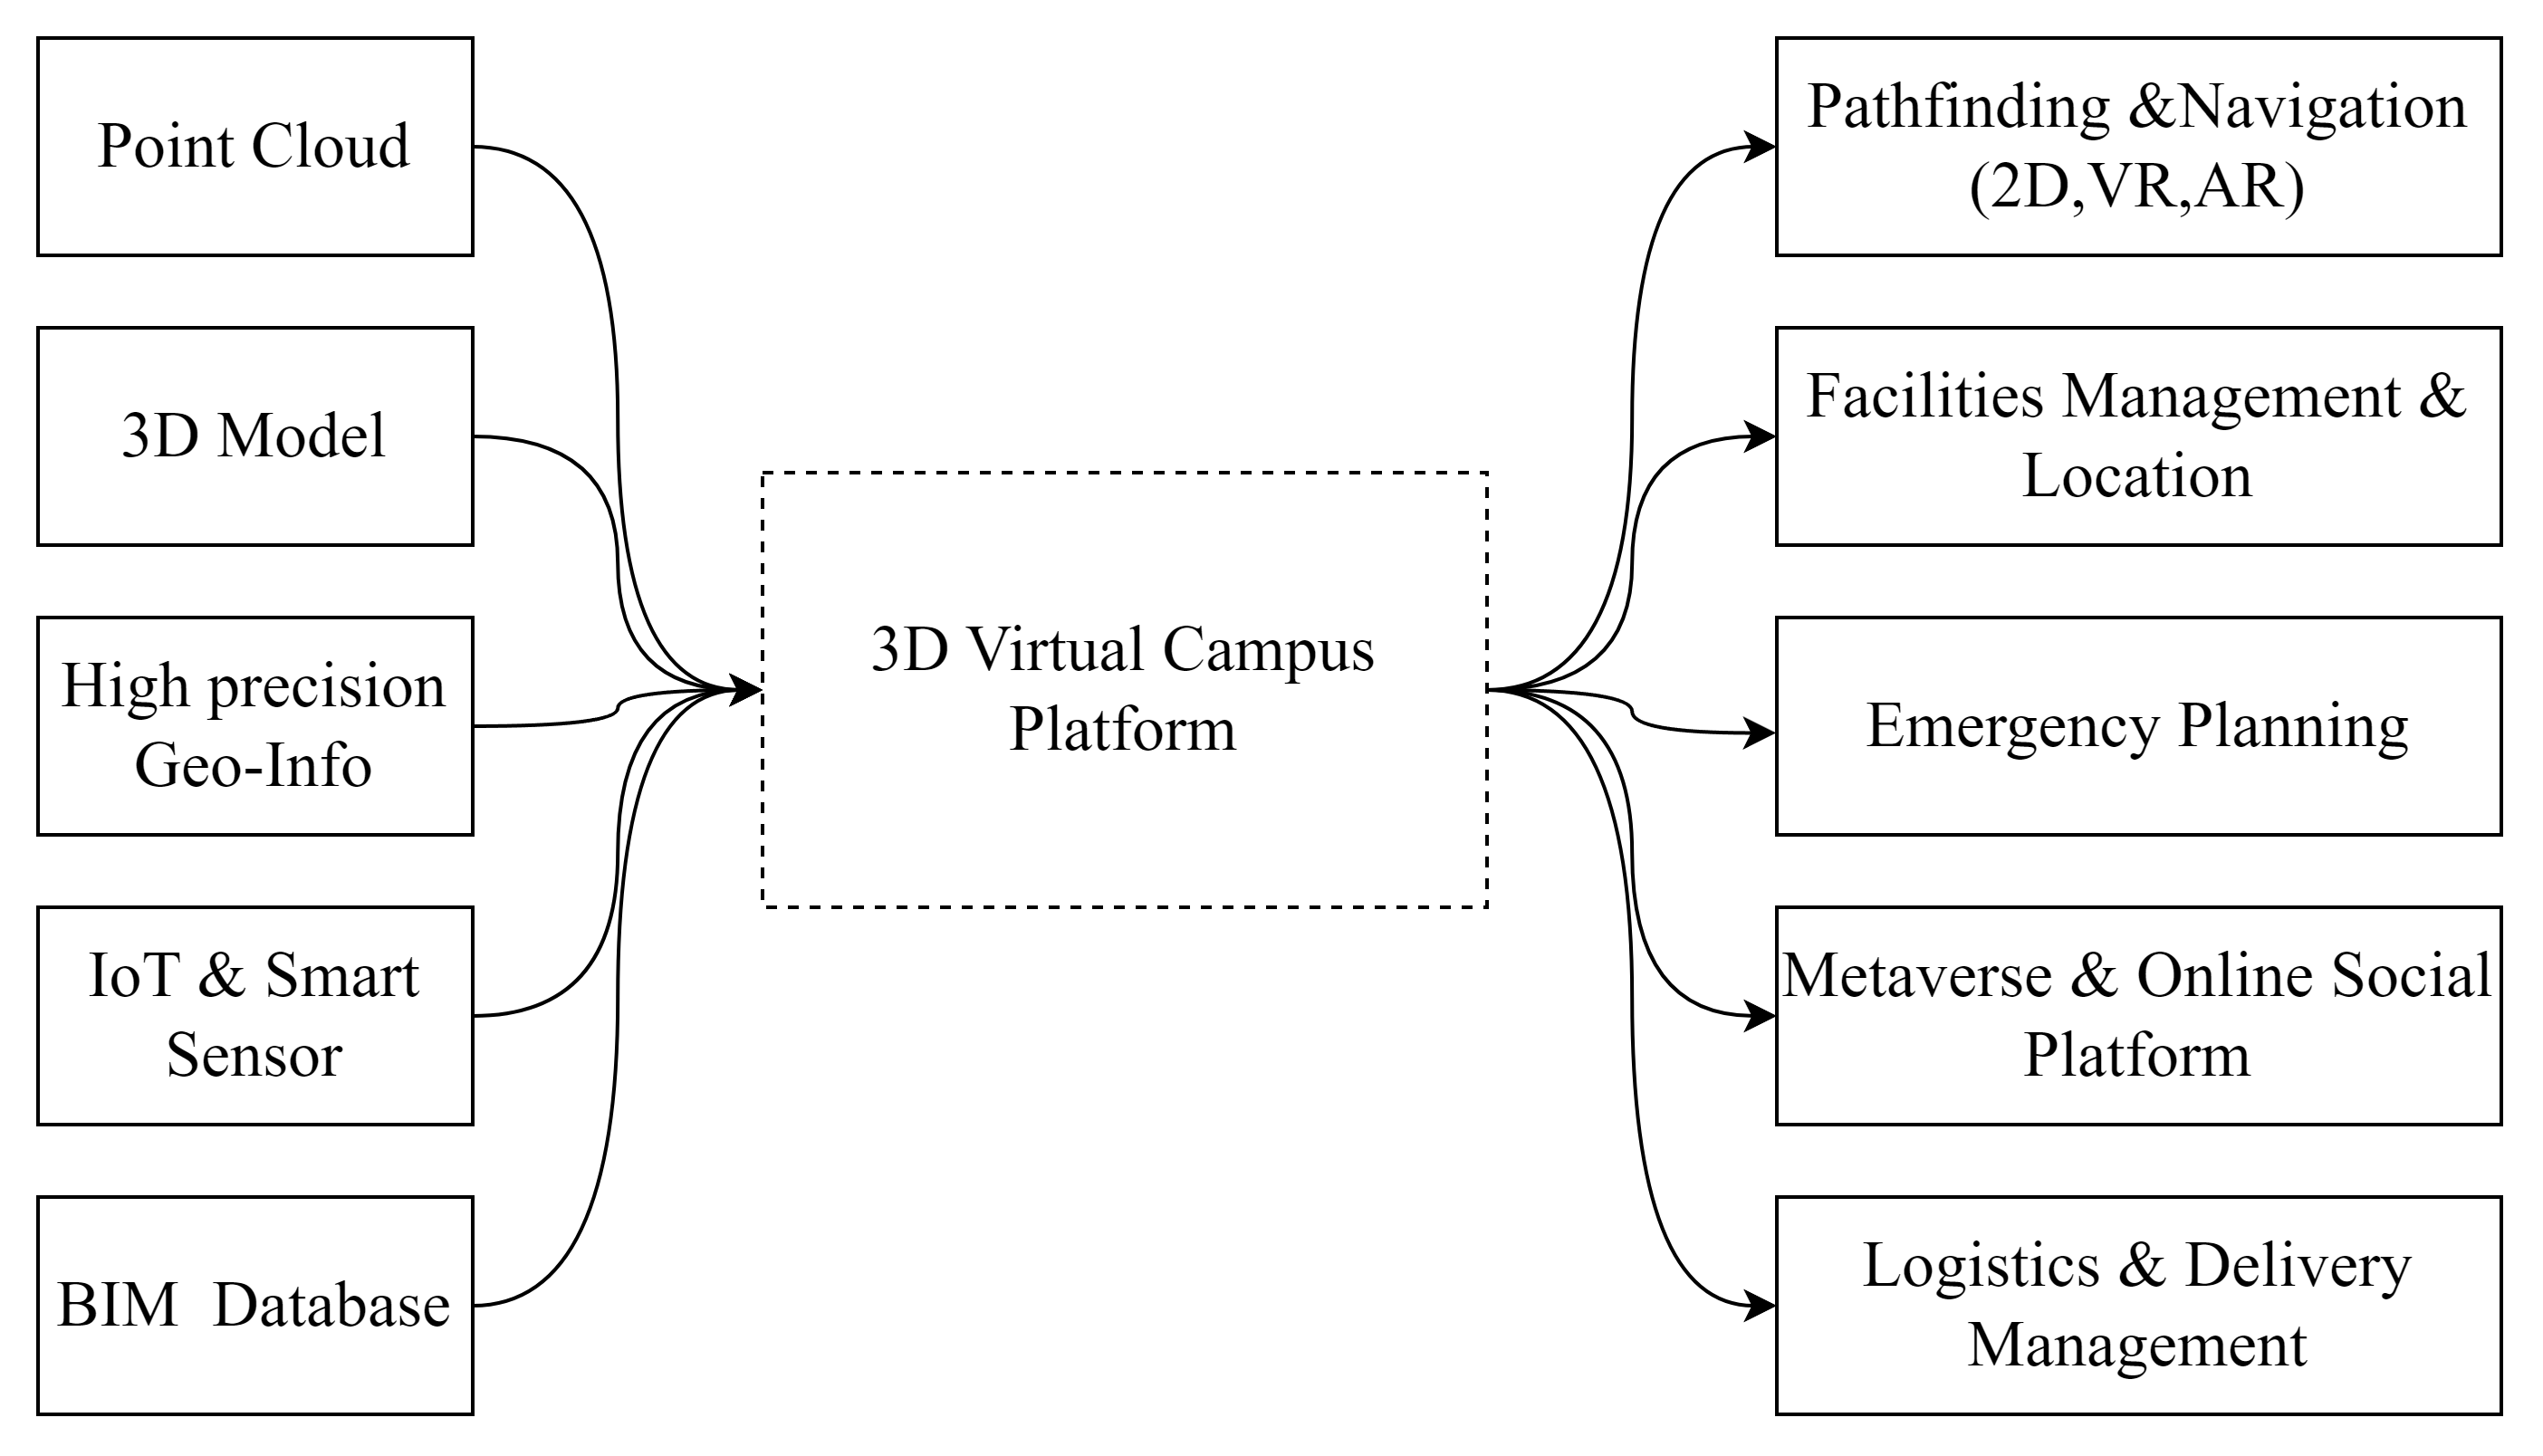 Point Cloud
3D Model
High precision
Geo-Info
IoT & Smart
Sensor
BIM  Database
3D Virtual Campus
Platform
Pathfinding &Navigation
(2D,VR,AR)
Facilities Management &
Location
Emergency Planning
Metaverse & Online Social
Platform
Logistics & Delivery
Management